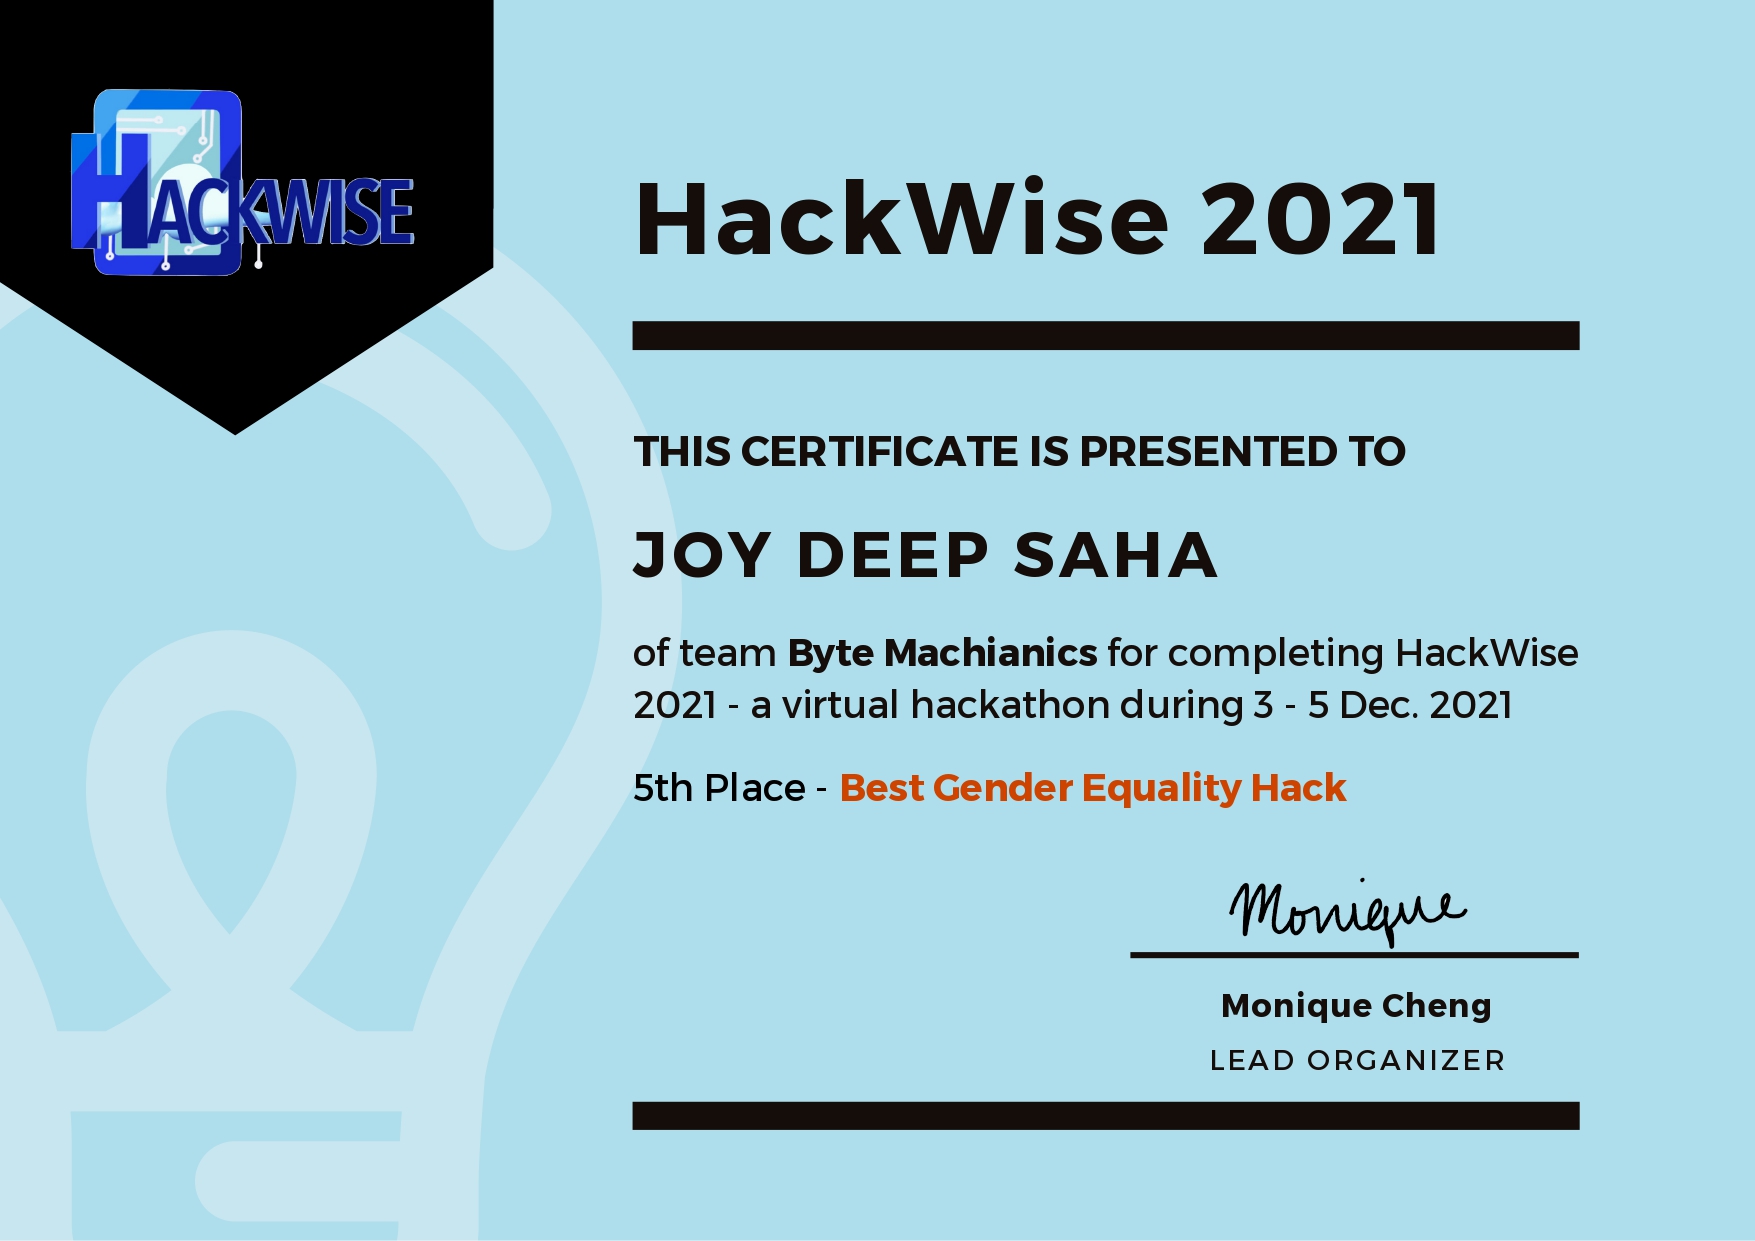 HACKWISE
HackWise 2021
THIS CERTIFICATE IS PRESENTED TO
JOY DEEP SAHA
of team Byte Machianics for completing HackWise
2021 - a virtual hackathon during 3 - 5 Dec. 2021
5th Place - Best Gender Equality Hack
Monique
Monique Cheng
LEAD ORGANIZER